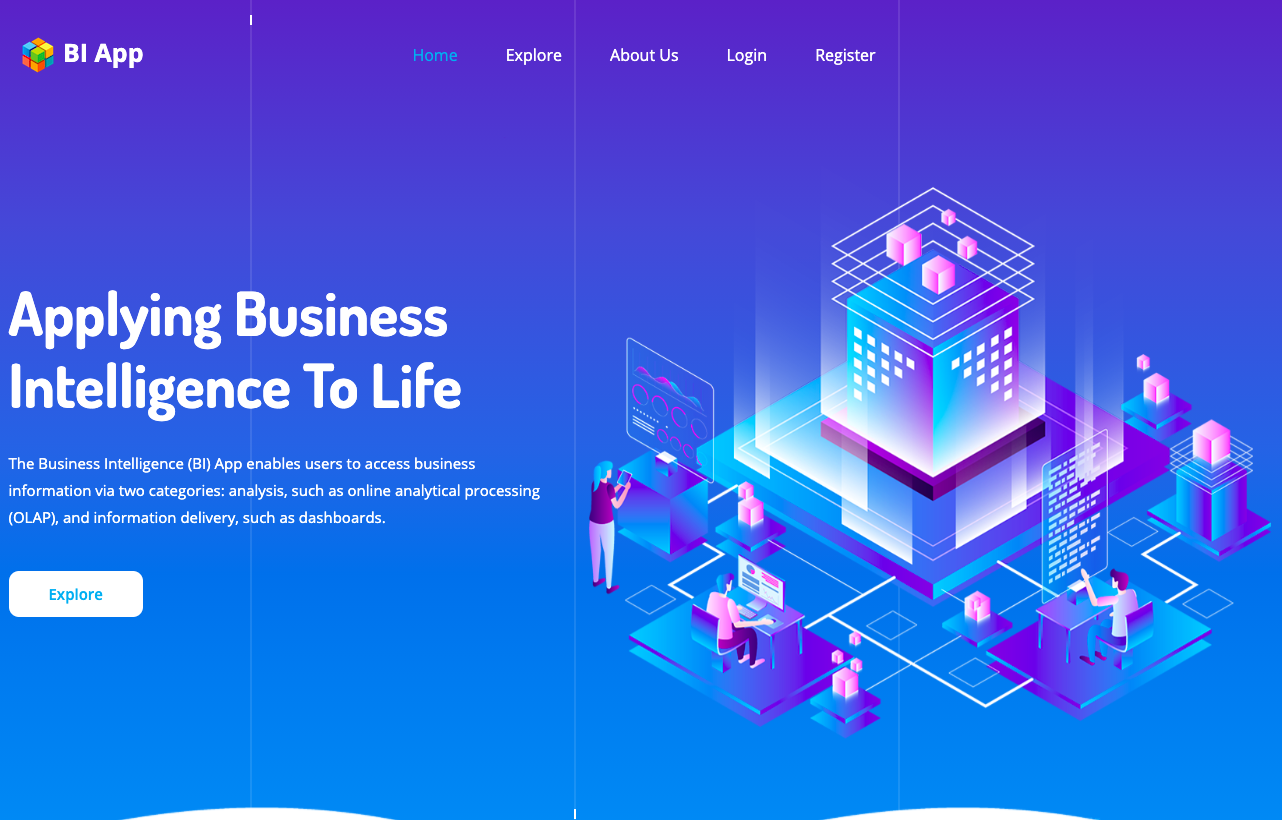 BI App
Home
Explore
About Us
Login
Register
Applying Business
Intelligence To Life
The Business Intelligence (BI) App enables users to access business
information via two categories: analysis, such as online analytical processing
(OLAP), and information delivery, such as dashboards.
Explore